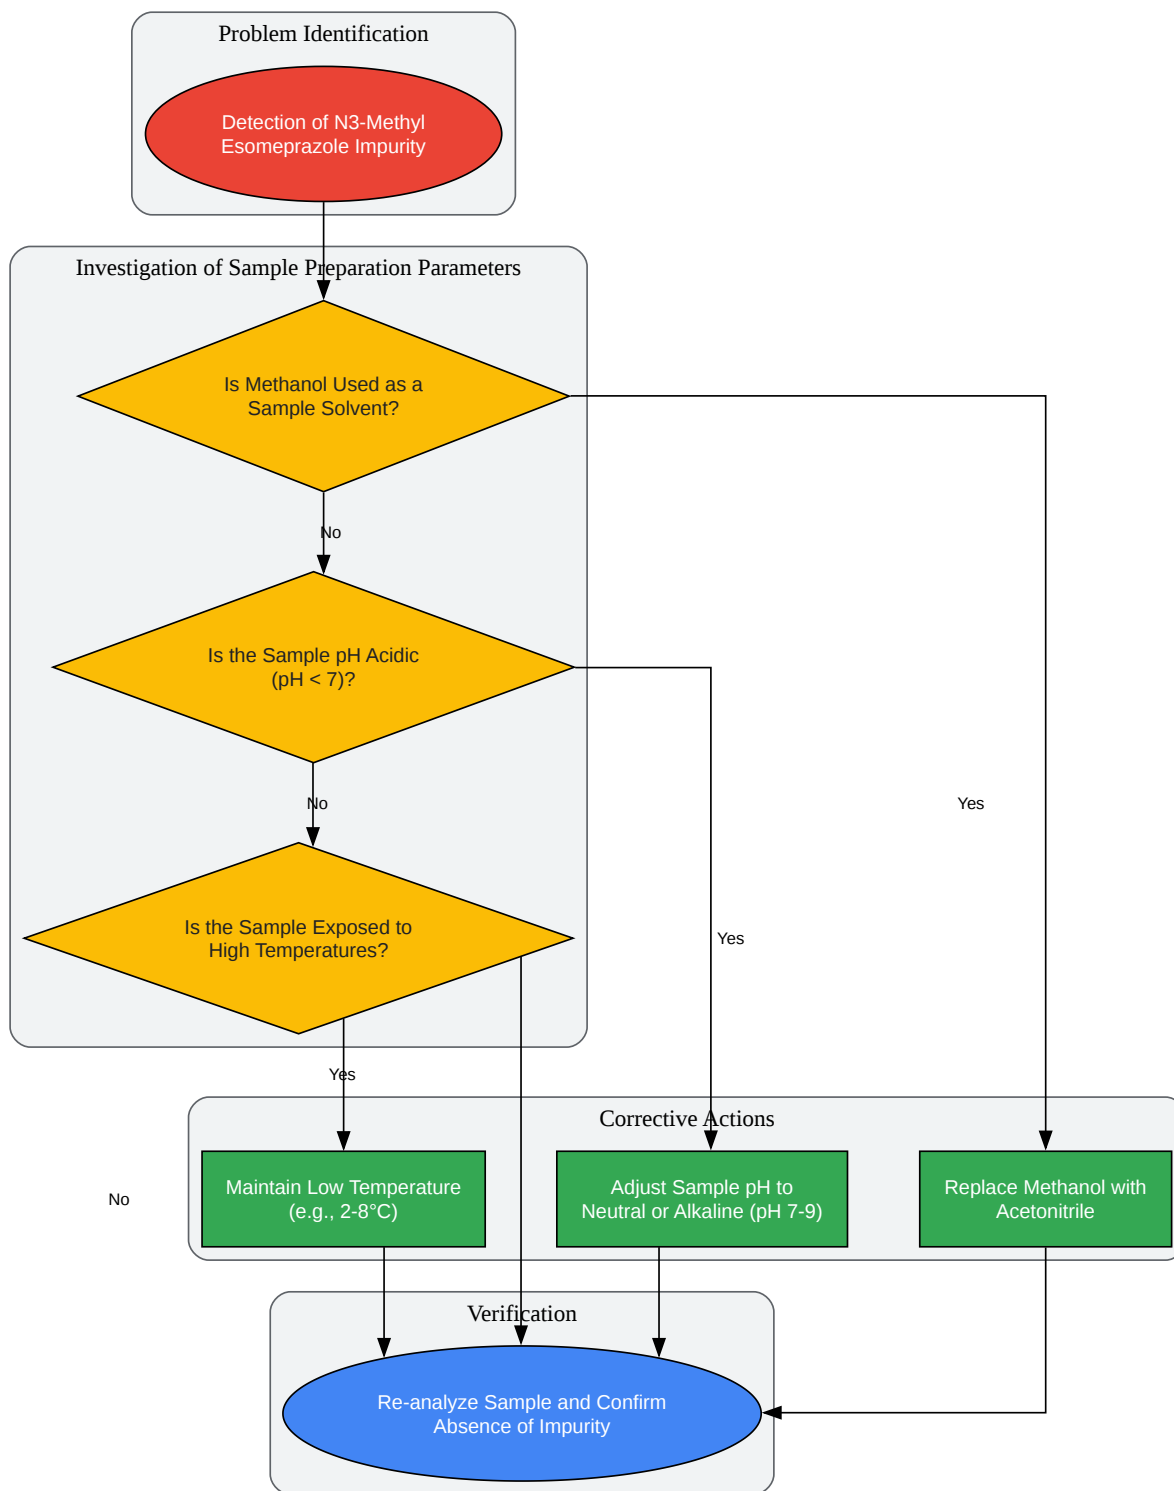 Problem Identification
Detection of N3-Methyl
Esomeprazole Impurity
Investigation of Sample Preparation Parameters
Is Methanol Used as a
Sample Solvent?
No
Is the Sample pH Acidic
(pH < 7)?
No
Yes
Is the Sample Exposed to
High Temperatures?
Yes
Yes
Corrective Actions
Maintain Low Temperature
(e.g., 2-8°C)
Adjust Sample pH to
Neutral or Alkaline (pH 7-9)
Replace Methanol with
Acetonitrile
No
Verification
Re-analyze Sample and Confirm
Absence of Impurity